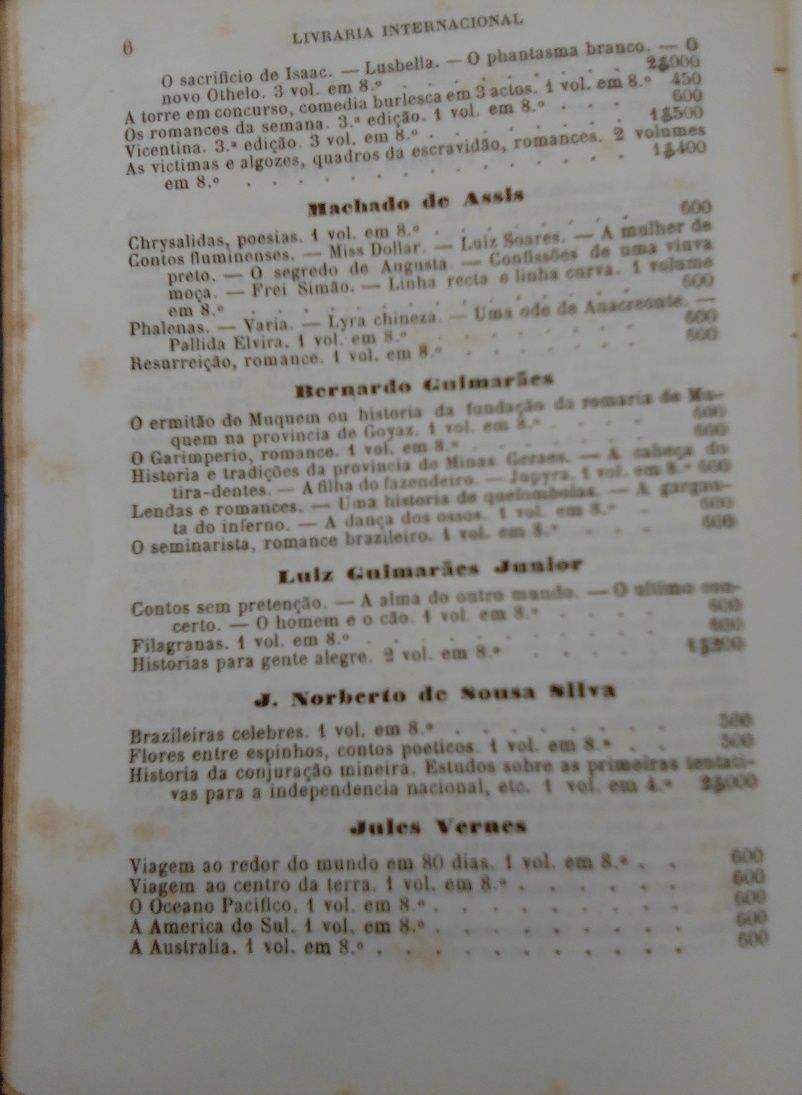 6 LIVRARIA INTERNACIONAL
O sacrificio de Isaac. — Lusbella. — O phantasma branco. — O
novo Othelo. 3 vol. em 8.º . . . . . . . 2$000
A torre em concurso, comedia burlesca em 3 actos. 1 vol. em 8.º 450
Os romances da semana. 3.ª edição. 1 vol. em 8.º . . . 600
Vicentina. 3.ª edição. 3 vol. em 8.º . . . . . . . 1$500
As victimas e algozes, quadros da escravidão, romances. 2 volumes
em 8.º . . . . . . . . . . . . 1$400
Machado de Assis
Chrysalidas, poesias. 1 vol. em 8.º . . . . . . 600
Contos fluminenses. — Miss Dollar. — Luiz Soares. — A mulher de
preto. — O segredo de Augusta. — Confissões de uma viuva
moça. — Frei Simão. — Linha recta e linha curva. 1 volume
em 8.º . . . . . . . . . . . . 600
Phalenas. — Varia. — Lyra chineza. — Uma ode de Anacreonte. —
Pallida Elvira. 1 vol. em 8.º . . . . . . . 600
Resurreição, romance. 1 vol. em 8.º . . . . . . 600
Bernardo Guimarães
O ermitão do Muquem ou historia da fundação da romaria de Mu-
quem na provincia de Goyaz. 1 vol. em 8.º . . . 600
O Garimperio, romance. 1 vol. em 8.º . . . . . 600
Historia e tradições da provincia de Minas Geraes. — A cabeça do
tira-dentes. — A filha do fazendeiro. — Jupyra. 1 vol. em 8.º 600
Lendas e romances. — Uma historia de quelombolas. — A gargan-
ta do inferno. — A dança dos ossos. 1 vol. em 8.º . . 600
O seminarista, romance brazileiro. 1 vol. em 8.º . . . 600
Luiz Guimarães Junior
Contos sem pretenção. — A alma do outro mundo. — O ultimo con-
certo. — O homem e o cão. 1 vol. em 8.º . . . . 600
Filagranas. 1 vol. em 8.º . . . . . . . . 600
Historias para gente alegre. 2 vol. em 8.º . . . .
J. Norberto de Sousa Silva
Brazileiras celebres. 1 vol. em 8.º . . . . . . 500
Flores entre espinhos, contos poeticos. 1 vol. em 8.º . . 500
Historia da conjuração mineira. Estudos sobre as primeiras tentati-
vas para a independencia nacional, etc. 1 vol. em 4.º 2$000
Jules Vernes
Viagem ao redor do mundo em 80 dias. 1 vol. em 8.º . . 600
Viagem ao centro da terra. 1 vol. em 8.º . . . . . . 600
O Oceano Pacifico. 1 vol. em 8.º . . . . . . . . 600
A America do Sul. 1 vol. em 8.º . . . . . . . . 600
A Australia. 1 vol. em 8.º . . . . . . . . . . 600